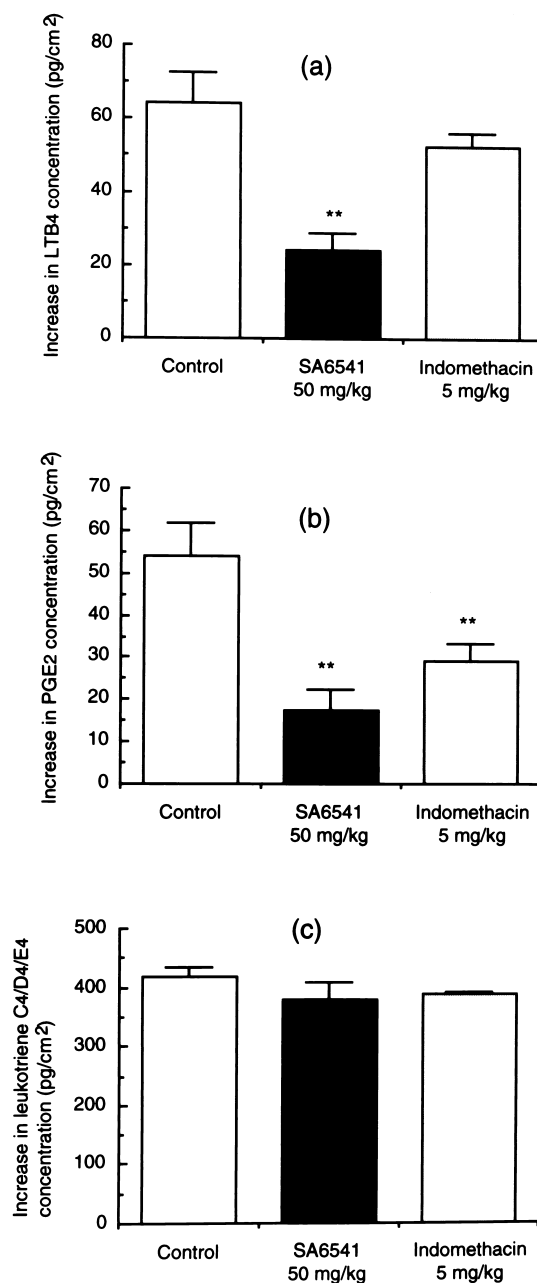 (a)
Increase in LTB4 concentration (pg/cm2)
80
60
40
20
0
**
Control
SA6541
50 mg/kg
Indomethacin
5 mg/kg
(b)
Increase in PGE2 concentration (pg/cm2)
70
60
50
40
30
20
10
0
**
**
Control
SA6541
50 mg/kg
Indomethacin
5 mg/kg
(c)
Increase in leukotriene C4/D4/E4
concentration (pg/cm2)
500
400
300
200
100
0
Control
SA6541
50 mg/kg
Indomethacin
5 mg/kg